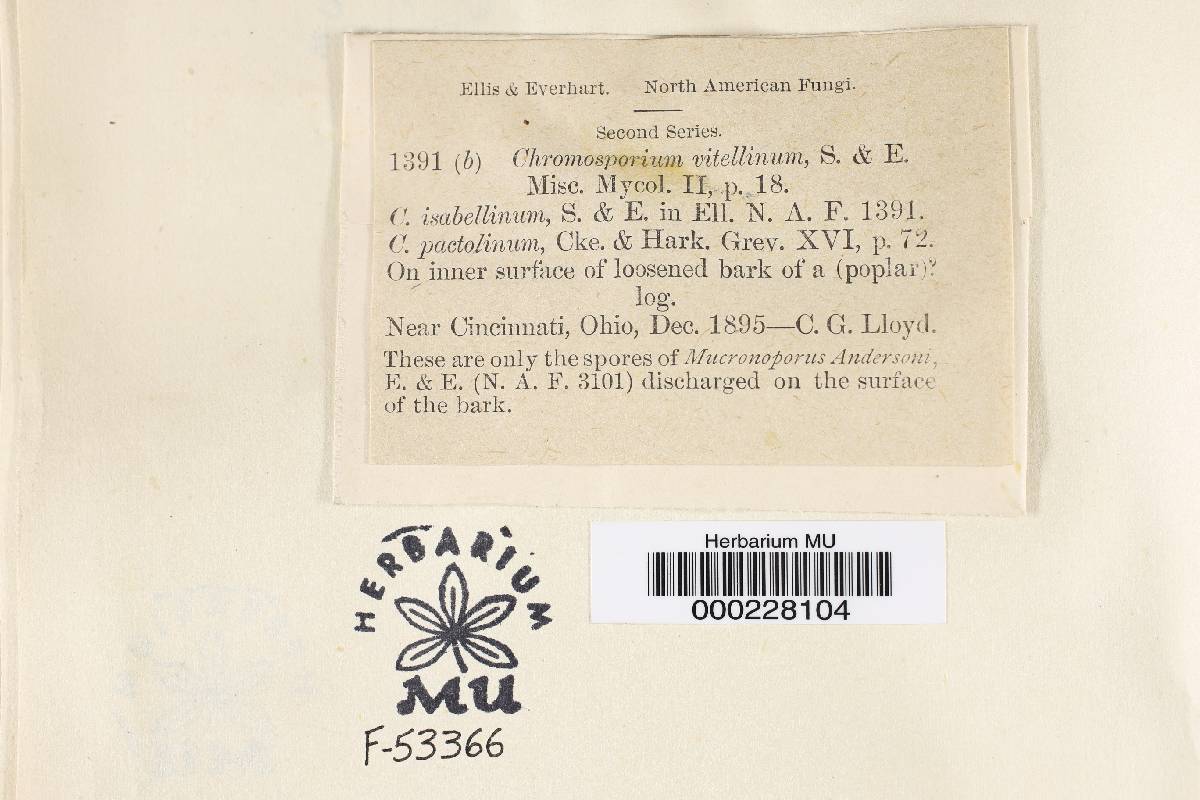 Ellis & Everhart. North American Fungi.
Second Series.
1391 (b) Chromosporium vitellinum, S. & E.
Misc. Mycol. II, p. 18.
C. isabellinum, S. & E. in Ell. N. A. F. 1391.
C. pactolinum, Cke. & Hark. Grev. XVI, p. 72.
On inner surface of loosened bark of a (poplar)?
log.
Near Cincinnati, Ohio, Dec. 1895—C. G. Lloyd.
These are only the spores of Mucronoporus Andersoni,
E. & E. (N. A. F. 3101) discharged on the surface
of the bark.
HERBARIUM
MU
F-53366
Herbarium MU
000228104